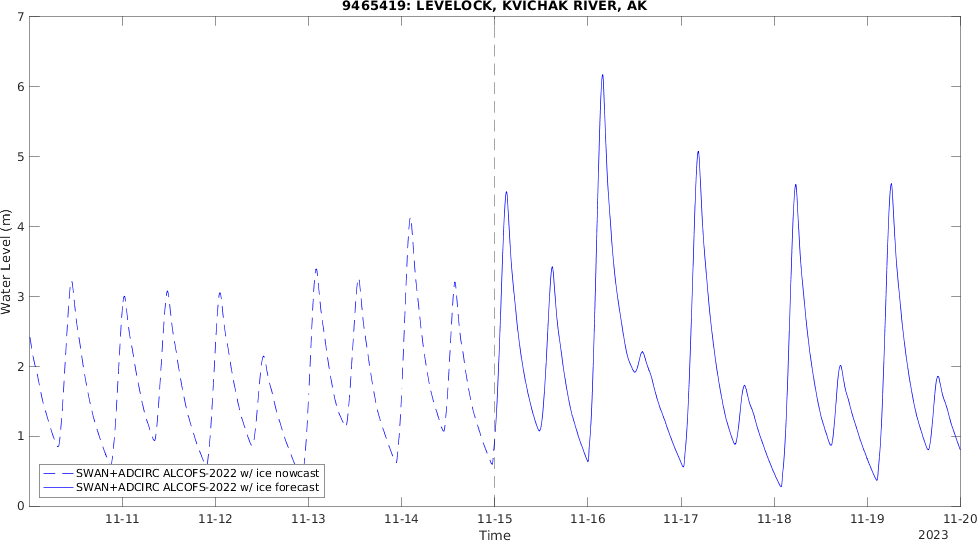 9465419: LEVELOCK, KVICHAK RIVER, AK
7
6
5
4
3
2
1
0
Water Level (m)
SWAN+ADCIRC ALCOFS-2022 w/ ice nowcast
SWAN+ADCIRC ALCOFS-2022 w/ ice forecast
11-11 11-12 11-13 11-14 11-15 11-16 11-17 11-18 11-19 11-20
Time
2023